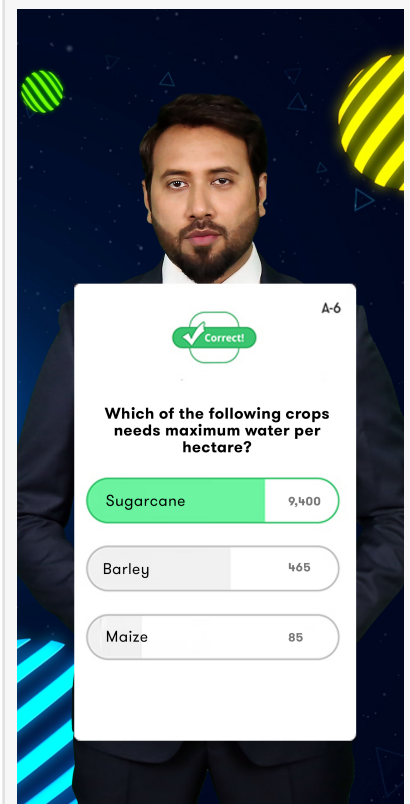 A-6
Correct!
Which of the following crops
needs maximum water per
hectare?
Sugarcane 9,400
Barley 465
Maize 85